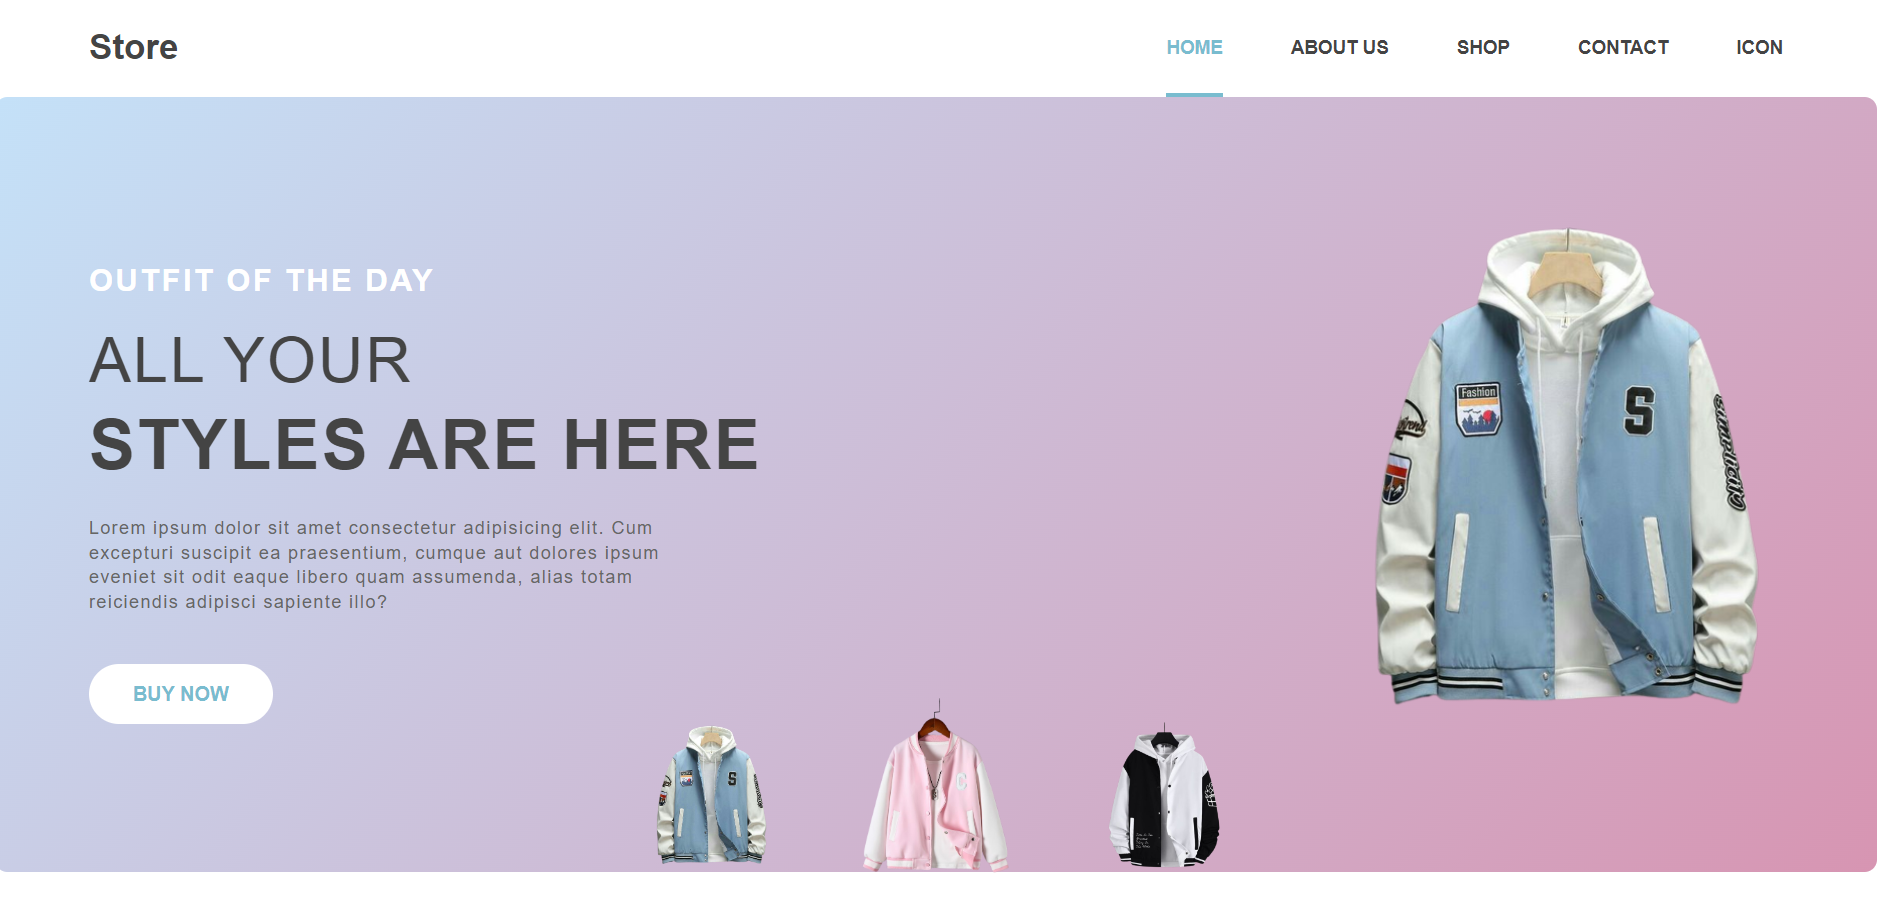 Store
HOME ABOUT US SHOP CONTACT ICON
OUTFIT OF THE DAY
ALL YOUR
STYLES ARE HERE
Lorem ipsum dolor sit amet consectetur adipisicing elit. Cum
excepturi suscipit ea praesentium, cumque aut dolores ipsum
eveniet sit odit eaque libero quam assumenda, alias totam
reiciendis adipisci sapiente illo?
BUY NOW
Fashion
S
S
C